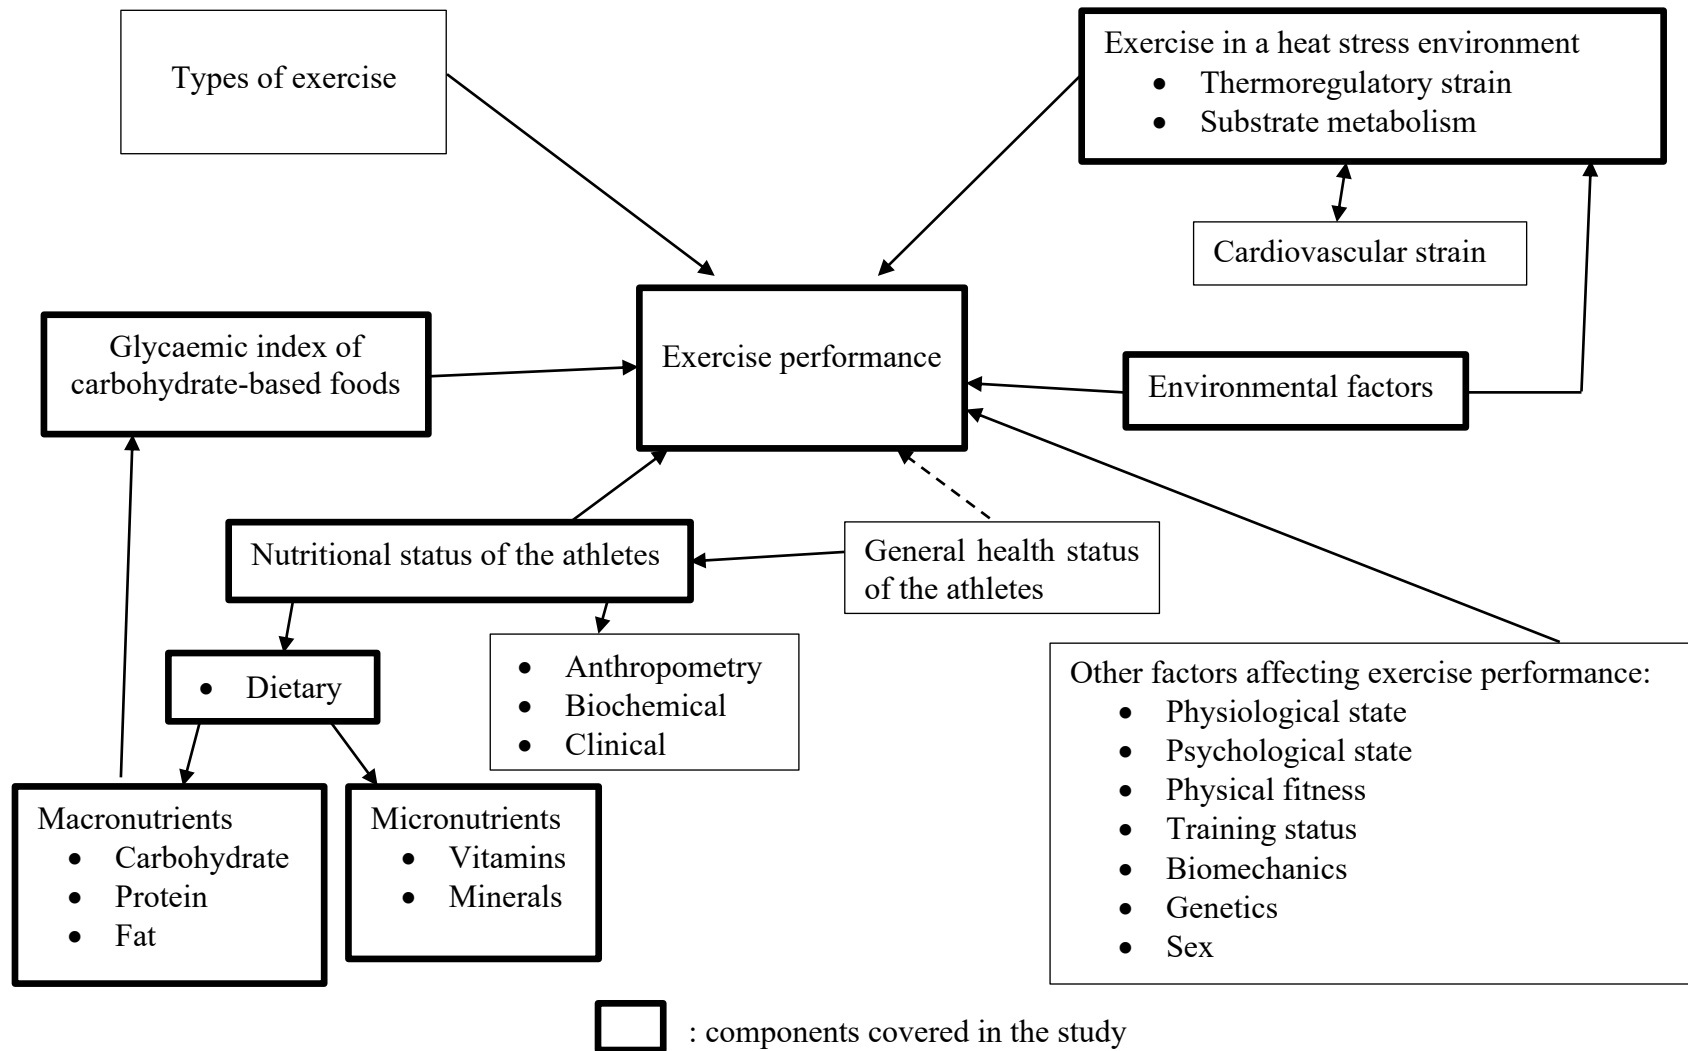 Types of exercise
Exercise in a heat stress environment
• Thermoregulatory strain
• Substrate metabolism
Cardiovascular strain
Glycaemic index of
carbohydrate-based foods
Exercise performance
Environmental factors
Nutritional status of the athletes
General health status
of the athletes
• Dietary
• Anthropometry
• Biochemical
• Clinical
Other factors affecting exercise performance:
• Physiological state
• Psychological state
• Physical fitness
• Training status
• Biomechanics
• Genetics
• Sex
Macronutrients
• Carbohydrate
• Protein
• Fat
Micronutrients
• Vitamins
• Minerals
: components covered in the study